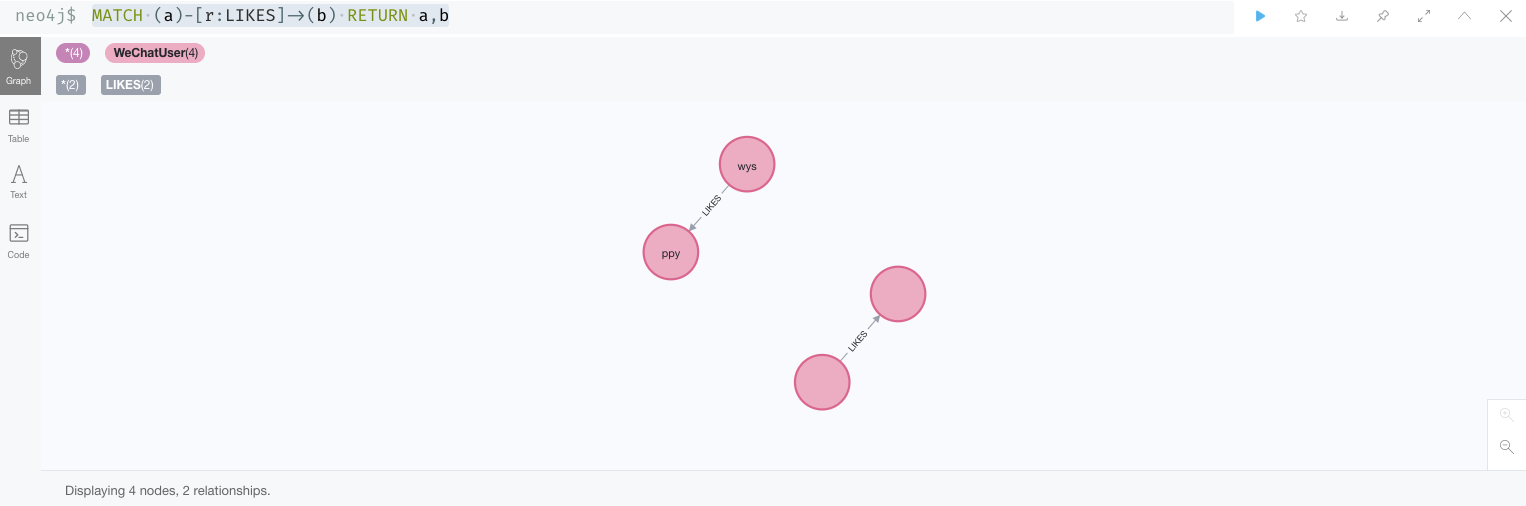 neo4j$ MATCH (a)-[r:LIKES]->(b) RETURN a,b
*(4) WeChatUser(4)
*(2) LIKES(2)
Graph
Table
Text
Code
wys
LIKES
ppy
LIKES
Displaying 4 nodes, 2 relationships.